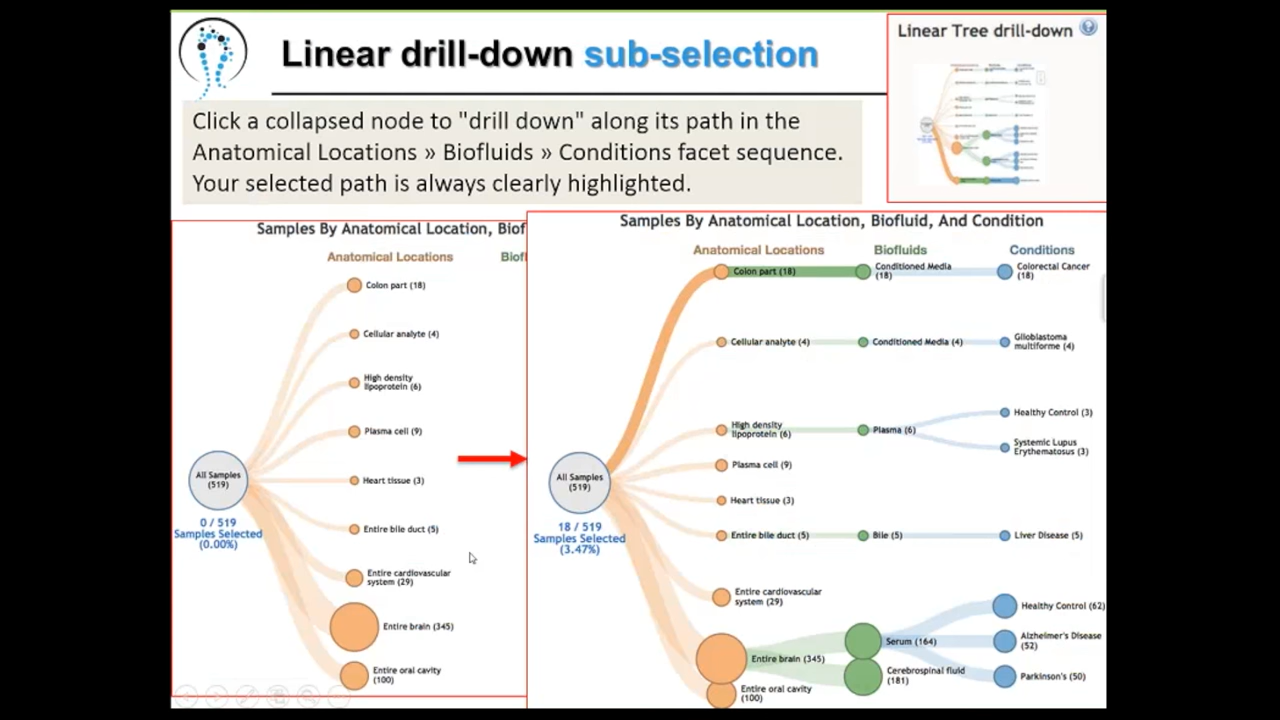 Linear drill-down sub-selection
Linear Tree drill-down
Click a collapsed node to "drill down" along its path in the
Anatomical Locations » Biofluids » Conditions facet sequence.
Your selected path is always clearly highlighted.
Samples By Anatomical Location, Biof
Anatomical Locations
Biofl
Colon part (18)
Cellular analyte (4)
High density
lipoprotein (6)
Plasma cell (9)
All Samples
(519)
Heart tissue (3)
0 / 519
Samples Selected
(0.00%)
Entire bile duct (5)
Entire cardiovascular
system (29)
Entire brain (345)
Entire oral cavity
(100)
Samples By Anatomical Location, Biofluid, And Condition
Anatomical Locations
Biofluids
Conditions
Colon part (18)
Conditioned Media
(18)
Colorectal Cancer
(18)
Cellular analyte (4)
Conditioned Media (4)
Glioblastoma
multiforme (4)
High density
lipoprotein (6)
Plasma (6)
Healthy Control (3)
Systemic Lupus
Erythematosus (3)
Plasma cell (9)
All Samples
(519)
Heart tissue (3)
18 / 519
Samples Selected
(3.47%)
Entire bile duct (5)
Bile (5)
Liver Disease (5)
Entire cardiovascular
system (29)
Entire brain (345)
Serum (164)
Cerebrospinal fluid
(181)
Healthy Control (62)
Alzheimer's Disease
(52)
Parkinson's (50)
Entire oral cavity
(100)